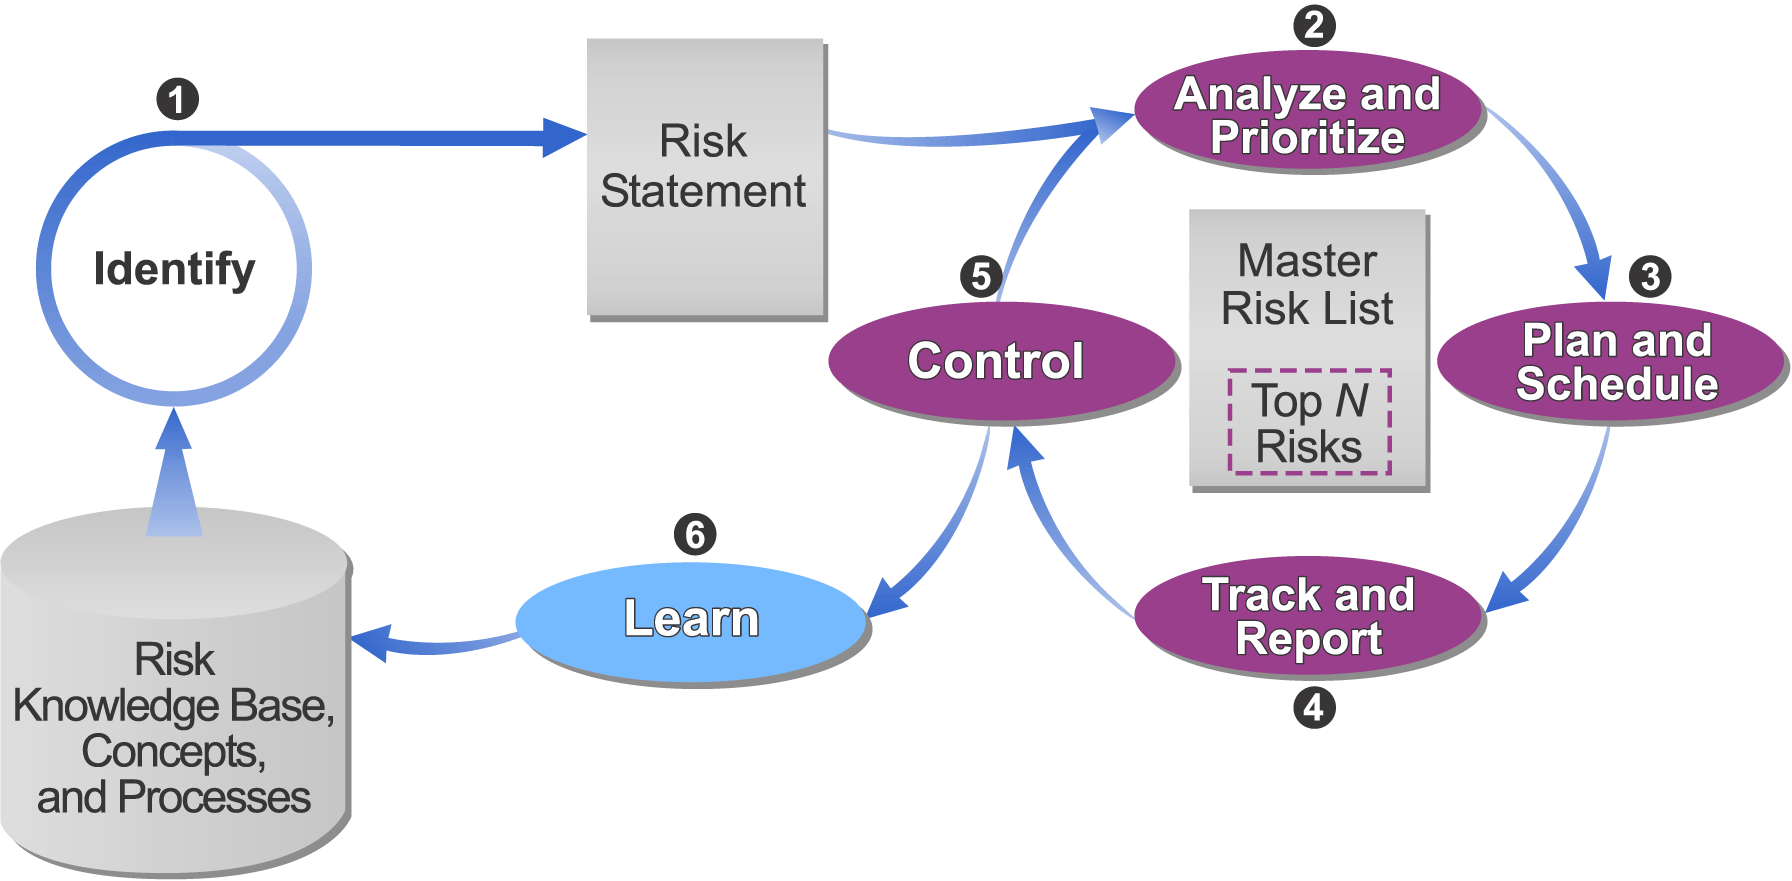 1
Identify
Risk
Statement
2
Analyze and
Prioritize
Master
Risk List
Top N
Risks
3
Plan and
Schedule
4
Track and
Report
5
Control
6
Learn
Risk
Knowledge Base,
Concepts,
and Processes